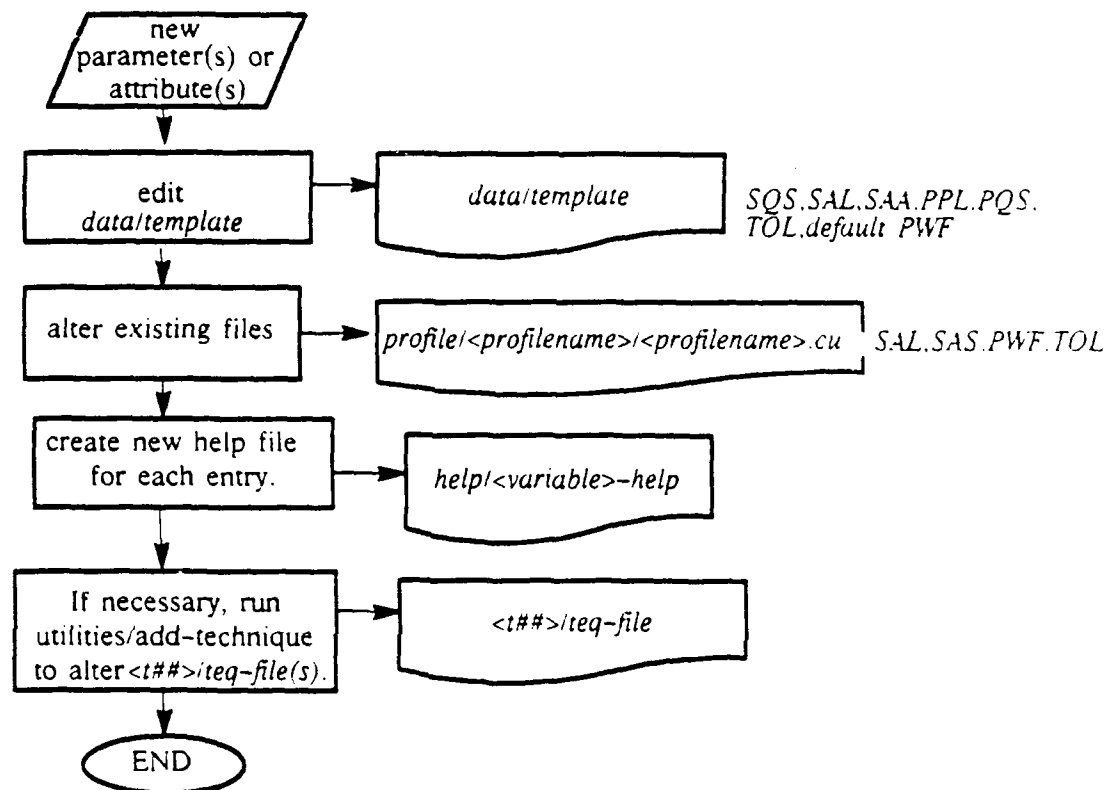 new
parameter(s) or
attribute(s)
edit
data/template
data/template
SQS,SAL,SAA.PPL.PQS.
TOL,default PWF
alter existing files
profile/<profilename>/<profilename>.cu
SAL,SAS.PWF.TOL
create new help file
for each entry.
help/<variable>-help
If necessary, run
utilities/add-technique
to alter <t##>/teq-file(s).
<t##>/teq-file
END